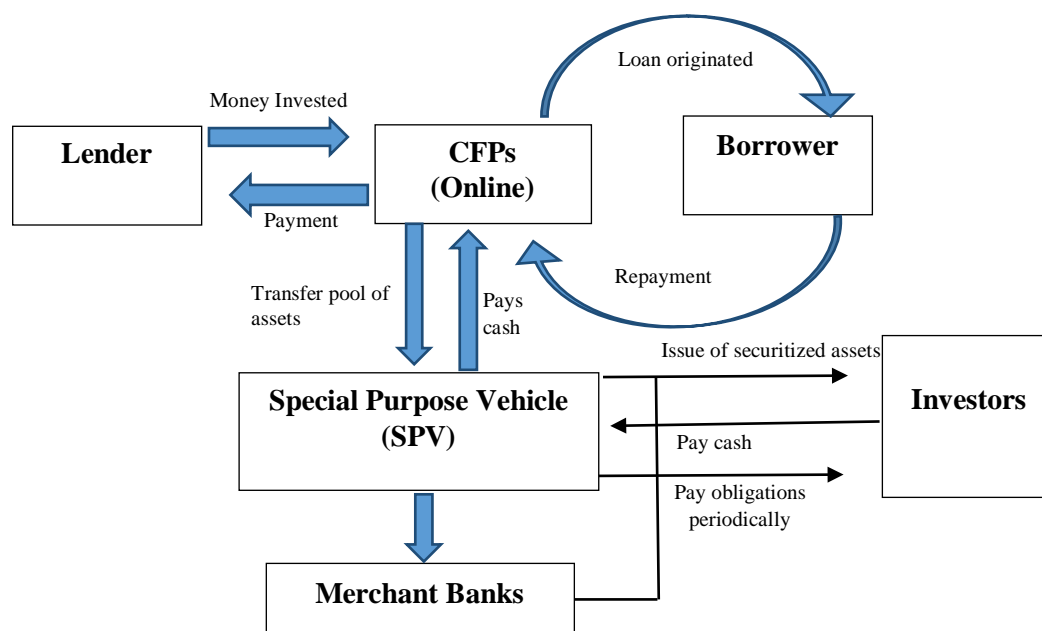 Loan originated
Money Invested
Lender
CFPs
(Online)
Borrower
Payment
Repayment
Transfer pool of
assets
Pays
cash
Issue of securitized assets
Special Purpose Vehicle
(SPV)
Investors
Pay cash
Pay obligations
periodically
Merchant Banks